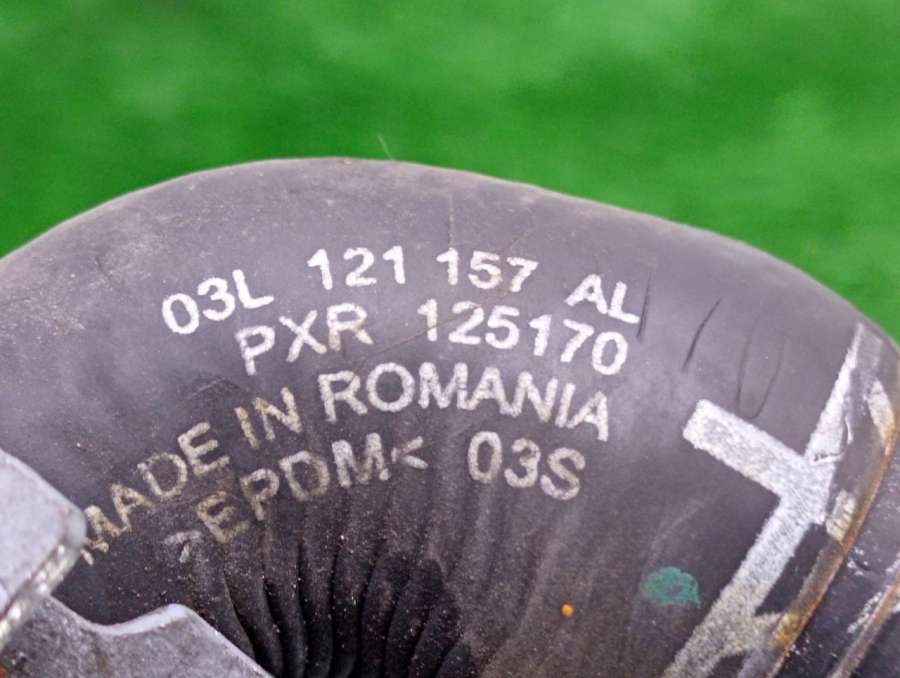 03L 121 157 AL
PXR 125170
MADE IN ROMANIA
>EPDM< 03S